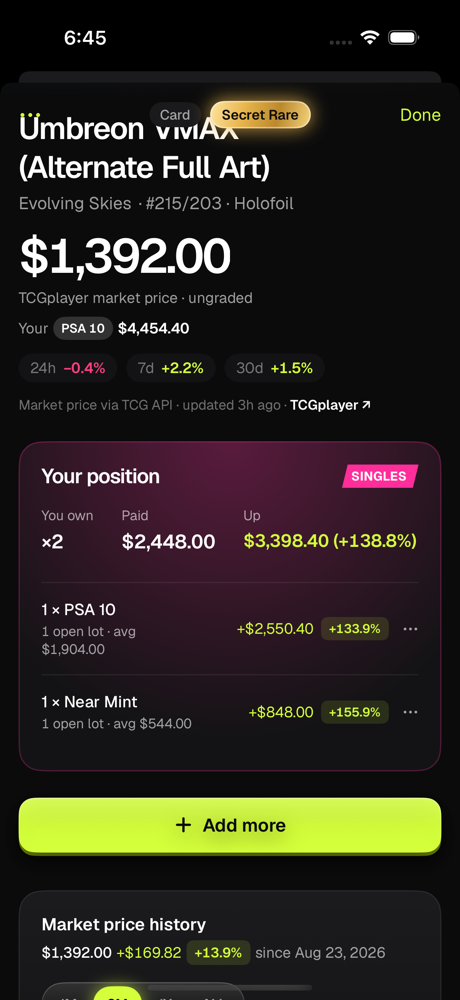 6:45
Card
Secret Rare
Done
Umbreon VMAX
(Alternate Full Art)
Evolving Skies · #215/203 · Holofoil
$1,392.00
TCGplayer market price · ungraded
Your PSA 10 $4,454.40
24h −0.4% 7d +2.2% 30d +1.5%
Market price via TCG API · updated 3h ago · TCGplayer ↗
Your position
SINGLES
You own Paid Up
×2 $2,448.00 $3,398.40 (+138.8%)
1 × PSA 10
1 open lot · avg
$1,904.00
+$2,550.40 +133.9% ···
1 × Near Mint
1 open lot · avg $544.00
+$848.00 +155.9% ···
+ Add more
Market price history
$1,392.00 +$169.82 +13.9% since Aug 23, 2026